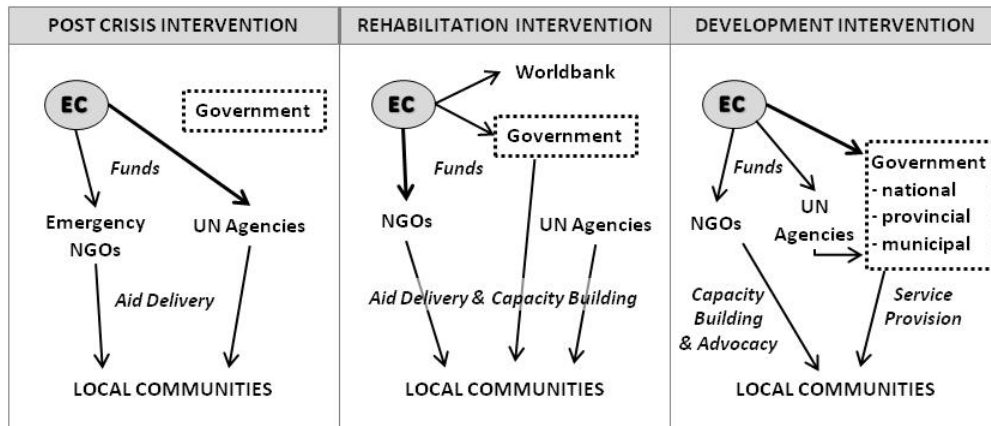 POST CRISIS INTERVENTION
EC
Government
Funds
Emergency
NGOs
UN Agencies
Aid Delivery
LOCAL COMMUNITIES
REHABILITATION INTERVENTION
EC
Worldbank
Government
Funds
NGOs
UN Agencies
Aid Delivery & Capacity Building
LOCAL COMMUNITIES
DEVELOPMENT INTERVENTION
EC
Funds
Government
- national
- provincial
- municipal
NGOs
UN
Agencies
Capacity
Building
& Advocacy
Service
Provision
LOCAL COMMUNITIES